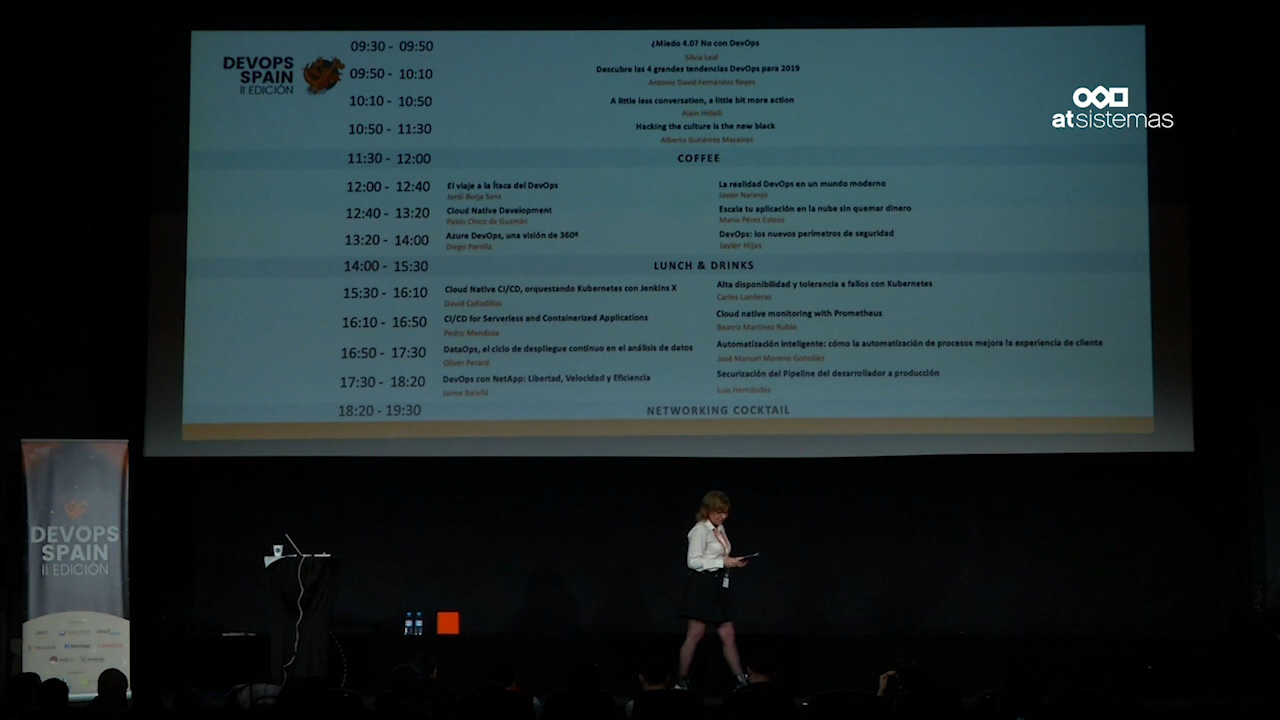 DEVOPS
SPAIN
II EDICIÓN
09:30 - 09:50
¿Miedo 4.0? No con DevOps
Silvia Leal
09:50 - 10:10
Descubre las 4 grandes tendencias DevOps para 2019
Antonio David Fernández Reyes
10:10 - 10:50
A little less conversation, a little bit more action
Alain Hélaïli
10:50 - 11:30
Hacking the culture is the new black
Alberto Gutiérrez Maceiras
11:30 - 12:00
COFFEE
12:00 - 12:40
El viaje a la Ítaca del DevOps
Jordi Borja Sanz
La realidad DevOps en un mundo moderno
Javier Naranjo
12:40 - 13:20
Cloud Native Development
Pablo Chico de Guzmán
Escala tu aplicación en la nube sin quemar dinero
Mario Pérez Esteso
13:20 - 14:00
Azure DevOps, una visión de 360º
Diego Parrilla
DevOps: los nuevos perímetros de seguridad
Javier Hijas
14:00 - 15:30
LUNCH & DRINKS
15:30 - 16:10
Cloud Native CI/CD, orquestando Kubernetes con Jenkins X
David Cañadillas
Alta disponibilidad y tolerancia a fallos con Kubernetes
Carlos Landeras
16:10 - 16:50
CI/CD for Serverless and Containerized Applications
Pedro Mendoza
Cloud native monitoring with Prometheus
Beatriz Martínez Rubio
16:50 - 17:30
DataOps, el ciclo de despliegue continuo en el análisis de datos
Oliver Perard
Automatización inteligente: cómo la automatización de procesos mejora la experiencia de cliente
José Manuel Moreno González
17:30 - 18:20
DevOps con NetApp: Libertad, Velocidad y Eficiencia
Jaime Balañá
Securización del Pipeline del desarrollador a producción
Luis Hernández
18:20 - 19:30
NETWORKING COCKTAIL
atsistemas
DEVOPS
SPAIN
II EDICIÓN
Microsoft
NetApp